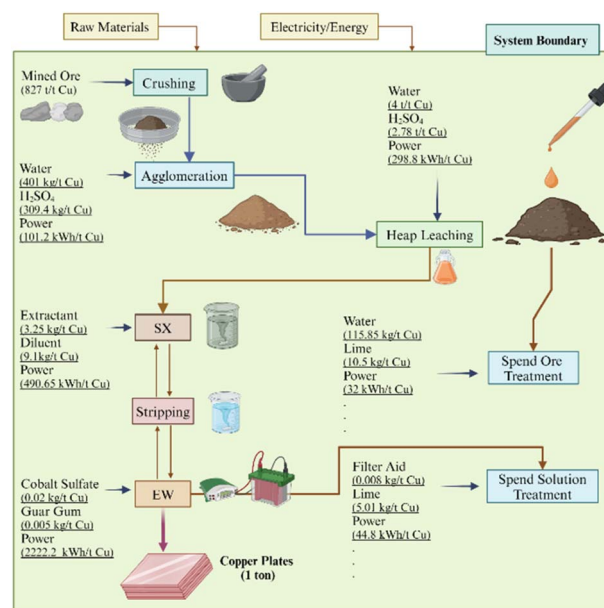 Raw Materials
Electricity/Energy
System Boundary
Mined Ore
(827 t/t Cu)
Crushing
Water
(4 t/t Cu)
H₂SO₄
(2.78 t/t Cu)
Power
(298.8 kWh/t Cu)
Water
(401 kg/t Cu)
H₂SO₄
(309.4 kg/t Cu)
Power
(101.2 kWh/t Cu)
Agglomeration
Heap Leaching
Extractant
(3.25 kg/t Cu)
Diluent
(9.1kg/t Cu)
Power
(490.65 kWh/t Cu)
SX
Water
(115.85 kg/t Cu)
Lime
(10.5 kg/t Cu)
Power
(32 kWh/t Cu)
.
.
.
Spend Ore
Treatment
Stripping
Cobalt Sulfate
(0.02 kg/t Cu)
Guar Gum
(0.005 kg/t Cu)
Power
(2222.2 kWh/t Cu)
EW
Filter Aid
(0.008 kg/t Cu)
Lime
(5.01 kg/t Cu)
Power
(44.8 kWh/t Cu)
.
.
.
Spend Solution
Treatment
Copper Plates
(1 ton)